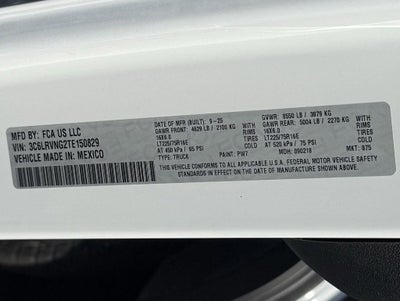 MFD BY: FCA US LLC
VIN: 3C6LRVNG2TE150829
VEHICLE MADE IN: MEXICO
DATE OF MFR (BUILT): 9-25
GAWR FRONT: 4629 LB / 2100 KG
16X6.0 RIMS
LT225/75R16E TIRES
AT 450 kPa / 65 PSI COLD
TYPE: TRUCK
GVWR: 8550 LB / 3879 KG
GAWR REAR: 5004 LB / 2270 KG
16X6.0 RIMS
LT225/75R16E TIRES
AT 520 kPa / 75 PSI COLD
THIS VEHICLE CONFORMS TO ALL APPLICABLE U.S.A. FEDERAL MOTOR VEHICLE
SAFETY STANDARDS IN EFFECT ON THE DATE OF MANUFACTURE SHOWN ABOVE.
PAINT: PW7 MDH: 090218 MKT: 875